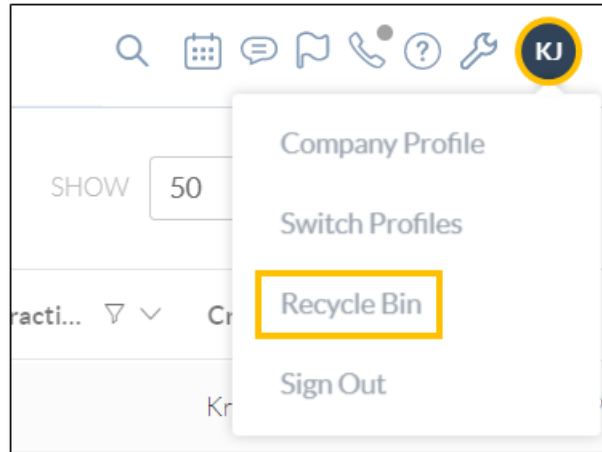 KJ
Company Profile
SHOW 50
Switch Profiles
Recycle Bin
racti... Cr
Sign Out
Kr